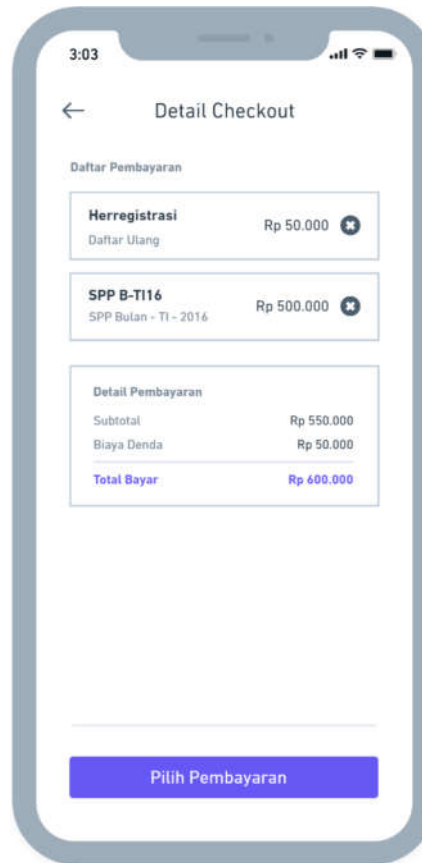 3:03
Detail Checkout
Daftar Pembayaran
Herregistrasi
Rp 50.000
Daftar Ulang
SPP B-TI16
Rp 500.000
SPP Bulan - TI - 2016
Detail Pembayaran
Subtotal Rp 550.000
Biaya Denda Rp 50.000
Total Bayar Rp 600.000
Pilih Pembayaran